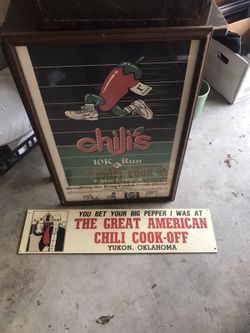 chili's
10K Run
YOU BET YOUR BIG PEPPER I WAS AT
THE GREAT AMERICAN
CHILI COOK-OFF
YUKON, OKLAHOMA